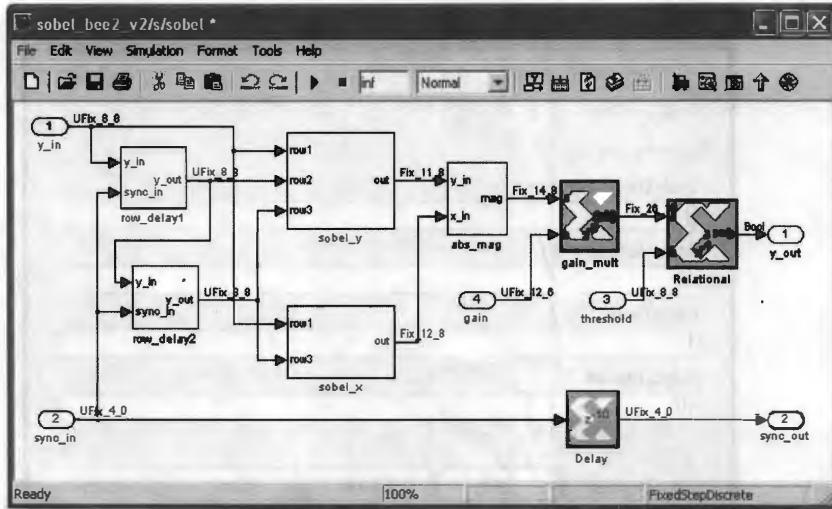 sobel_bee2_v2/s/sobel *
File Edit View Simulation Format Tools Help
inf Normal
1
y_in
UFix_8_8
y_in
sync_in
y_out
row_delay1
UFix_8_8
y_in
sync_in
y_out
row_delay2
UFix_8_8
row1
row2
row3
out
sobel_y
Fix_11_8
row1
row3
out
sobel_x
Fix_12_8
y_in
x_in
mag
abs_mag
Fix_14_8
gain_mult
4
gain
UFix_12_6
Relational
3
threshold
UFix_8_8
Bool
1
y_out
2
sync_in
UFix_4_0
Delay
UFix_4_0
2
sync_out
Ready 100% FixedStepDiscrete